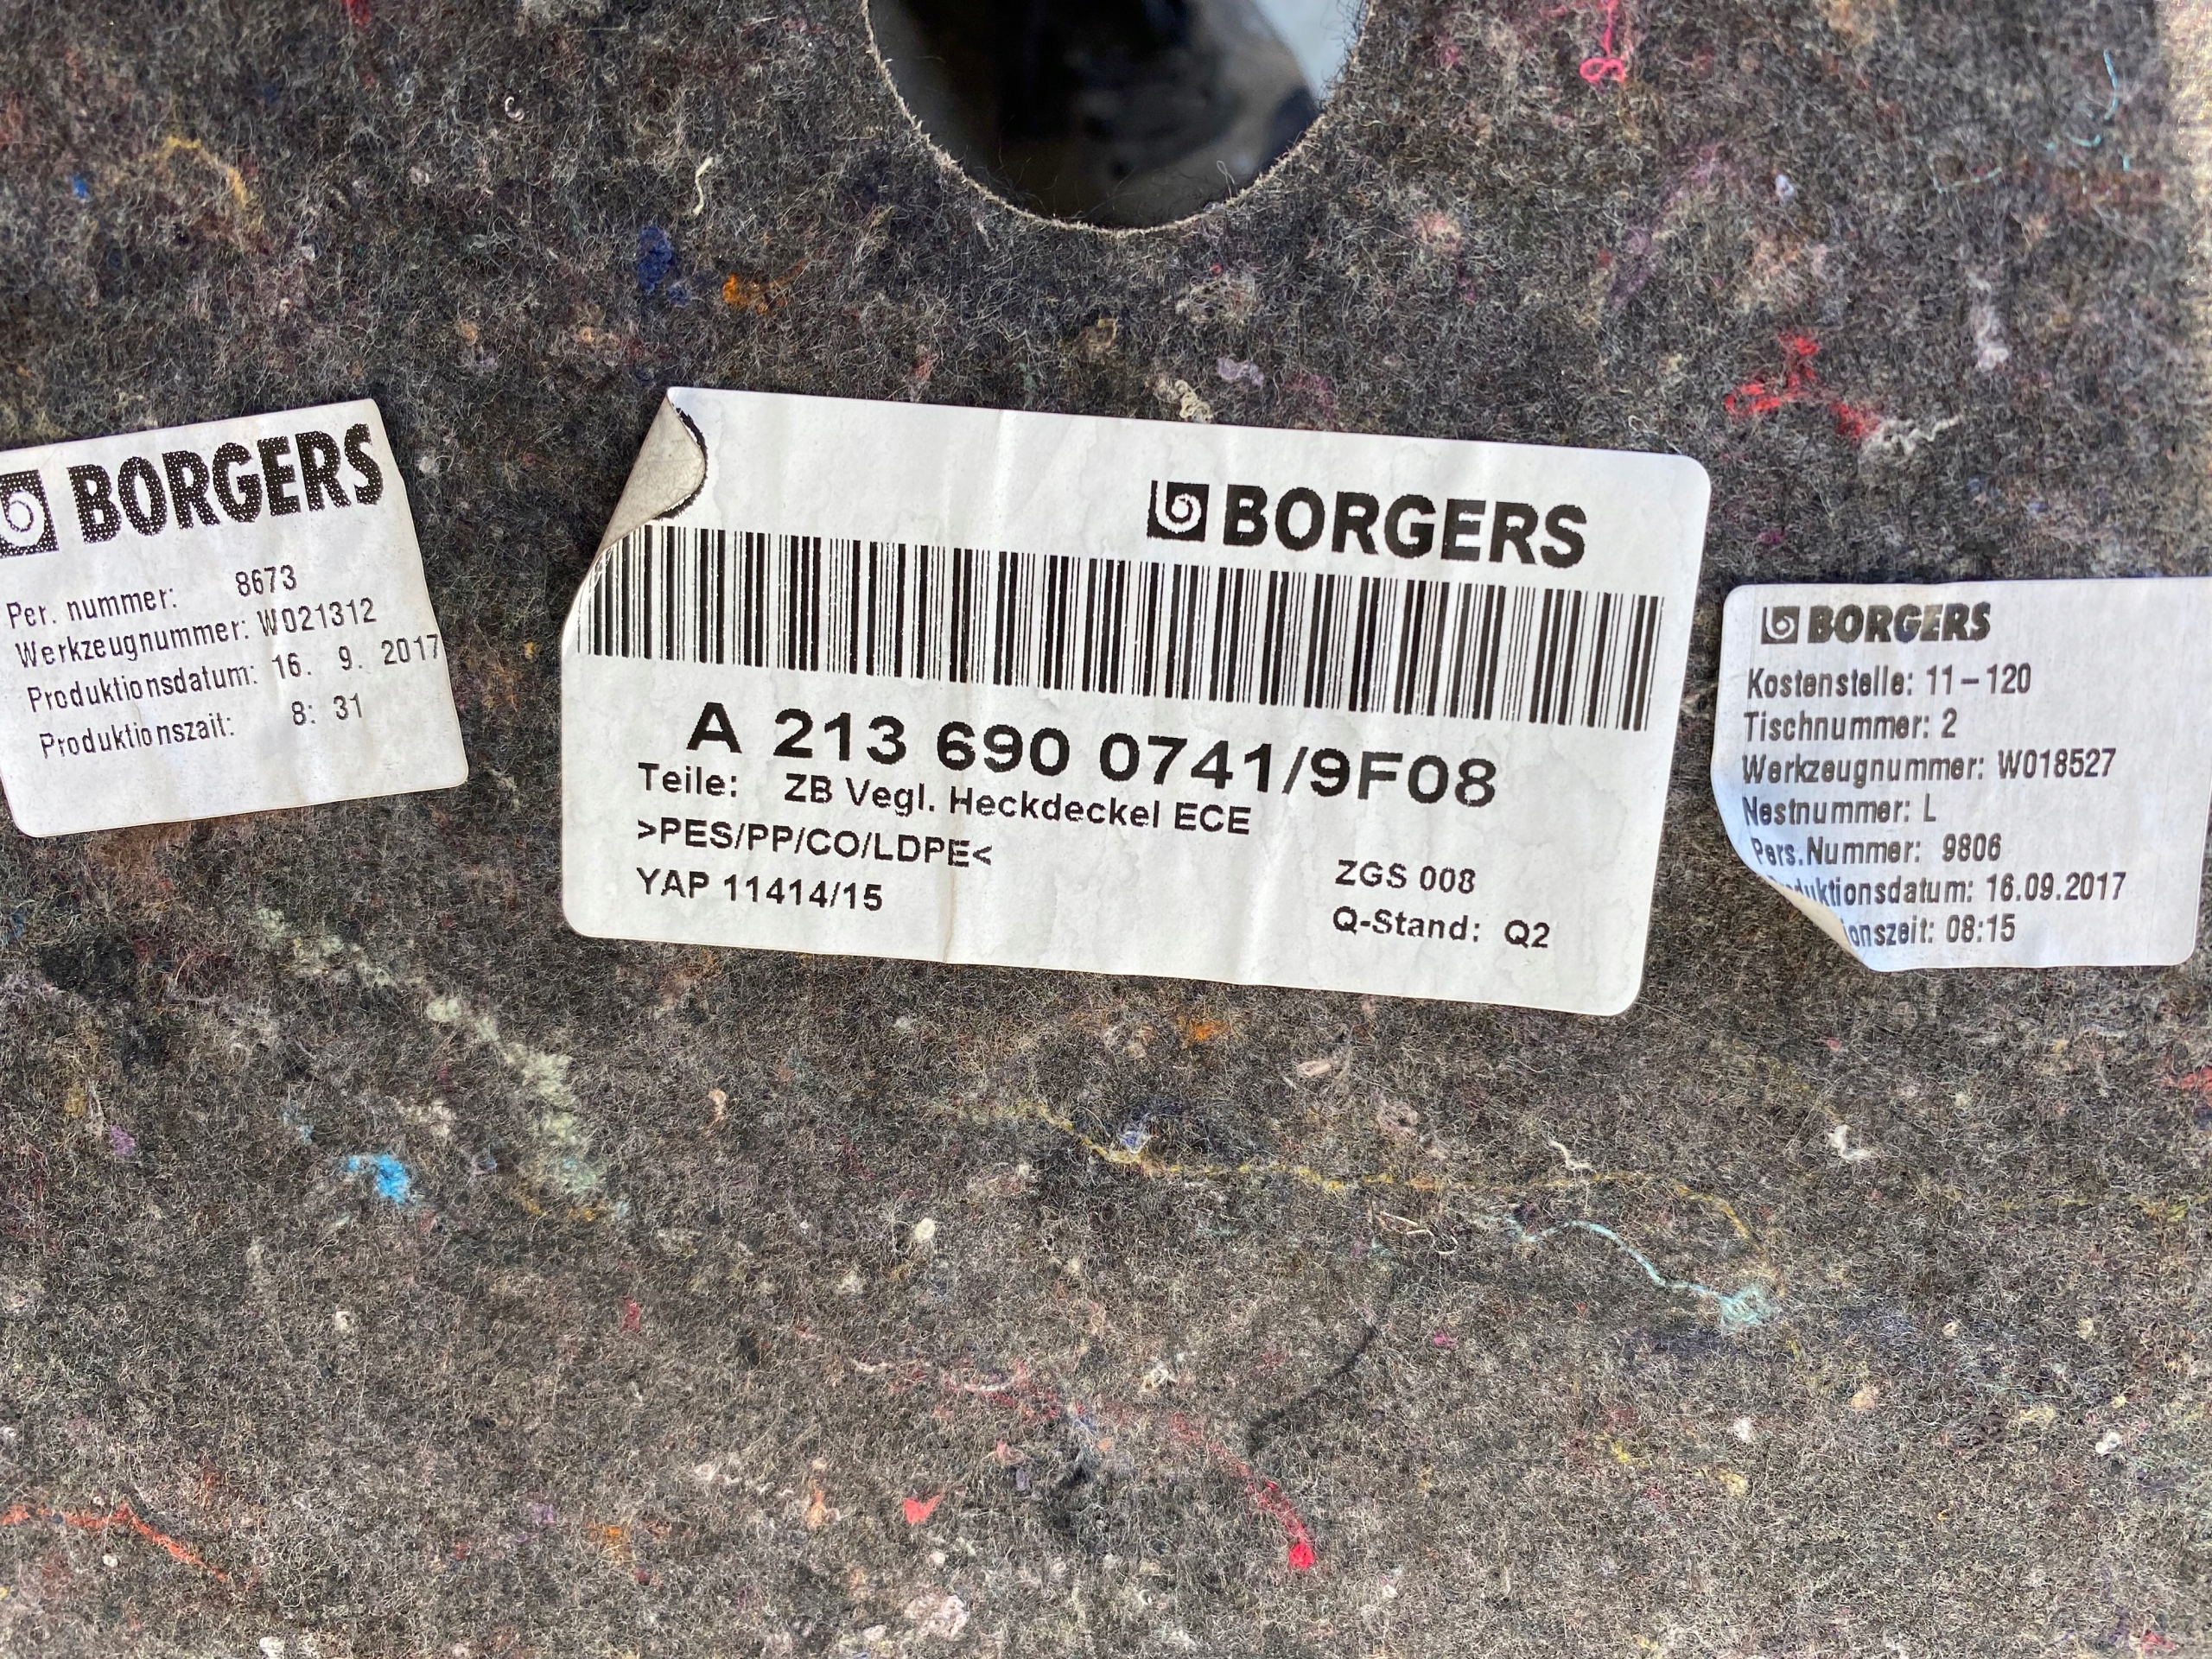 BORGERS
Per. nummer: 8673
Werkzeugnummer: W021312
Produktionsdatum: 16. 9. 2017
Produktionszait: 8: 31
BORGERS
A 213 690 0741/9F08
Teile: ZB Vegl. Heckdeckel ECE
>PES/PP/CO/LDPE<
YAP 11414/15
ZGS 008
Q-Stand: Q2
BORGERS
Kostenstelle: 11-120
Tischnummer: 2
Werkzeugnummer: W018527
Nestnummer: L
Pers.Nummer: 9806
duktionsdatum: 16.09.2017
onszeit: 08:15